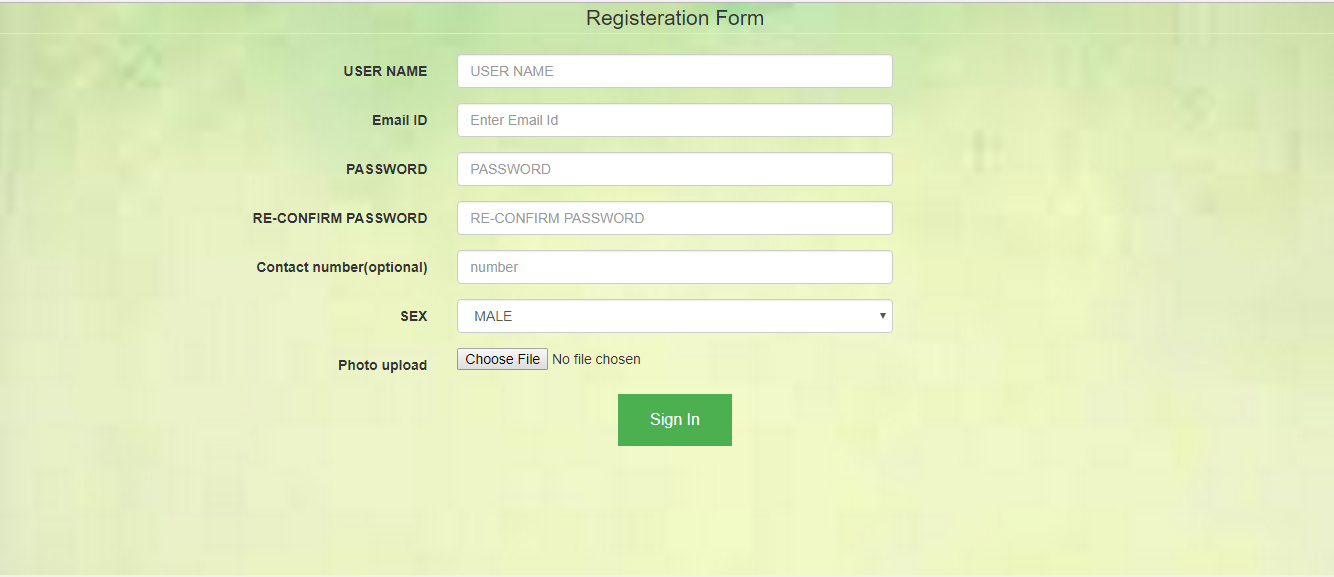 Registeration Form
USER NAME USER NAME
Email ID Enter Email Id
PASSWORD PASSWORD
RE-CONFIRM PASSWORD RE-CONFIRM PASSWORD
Contact number(optional) number
SEX MALE
Photo upload Choose File No file chosen
Sign In